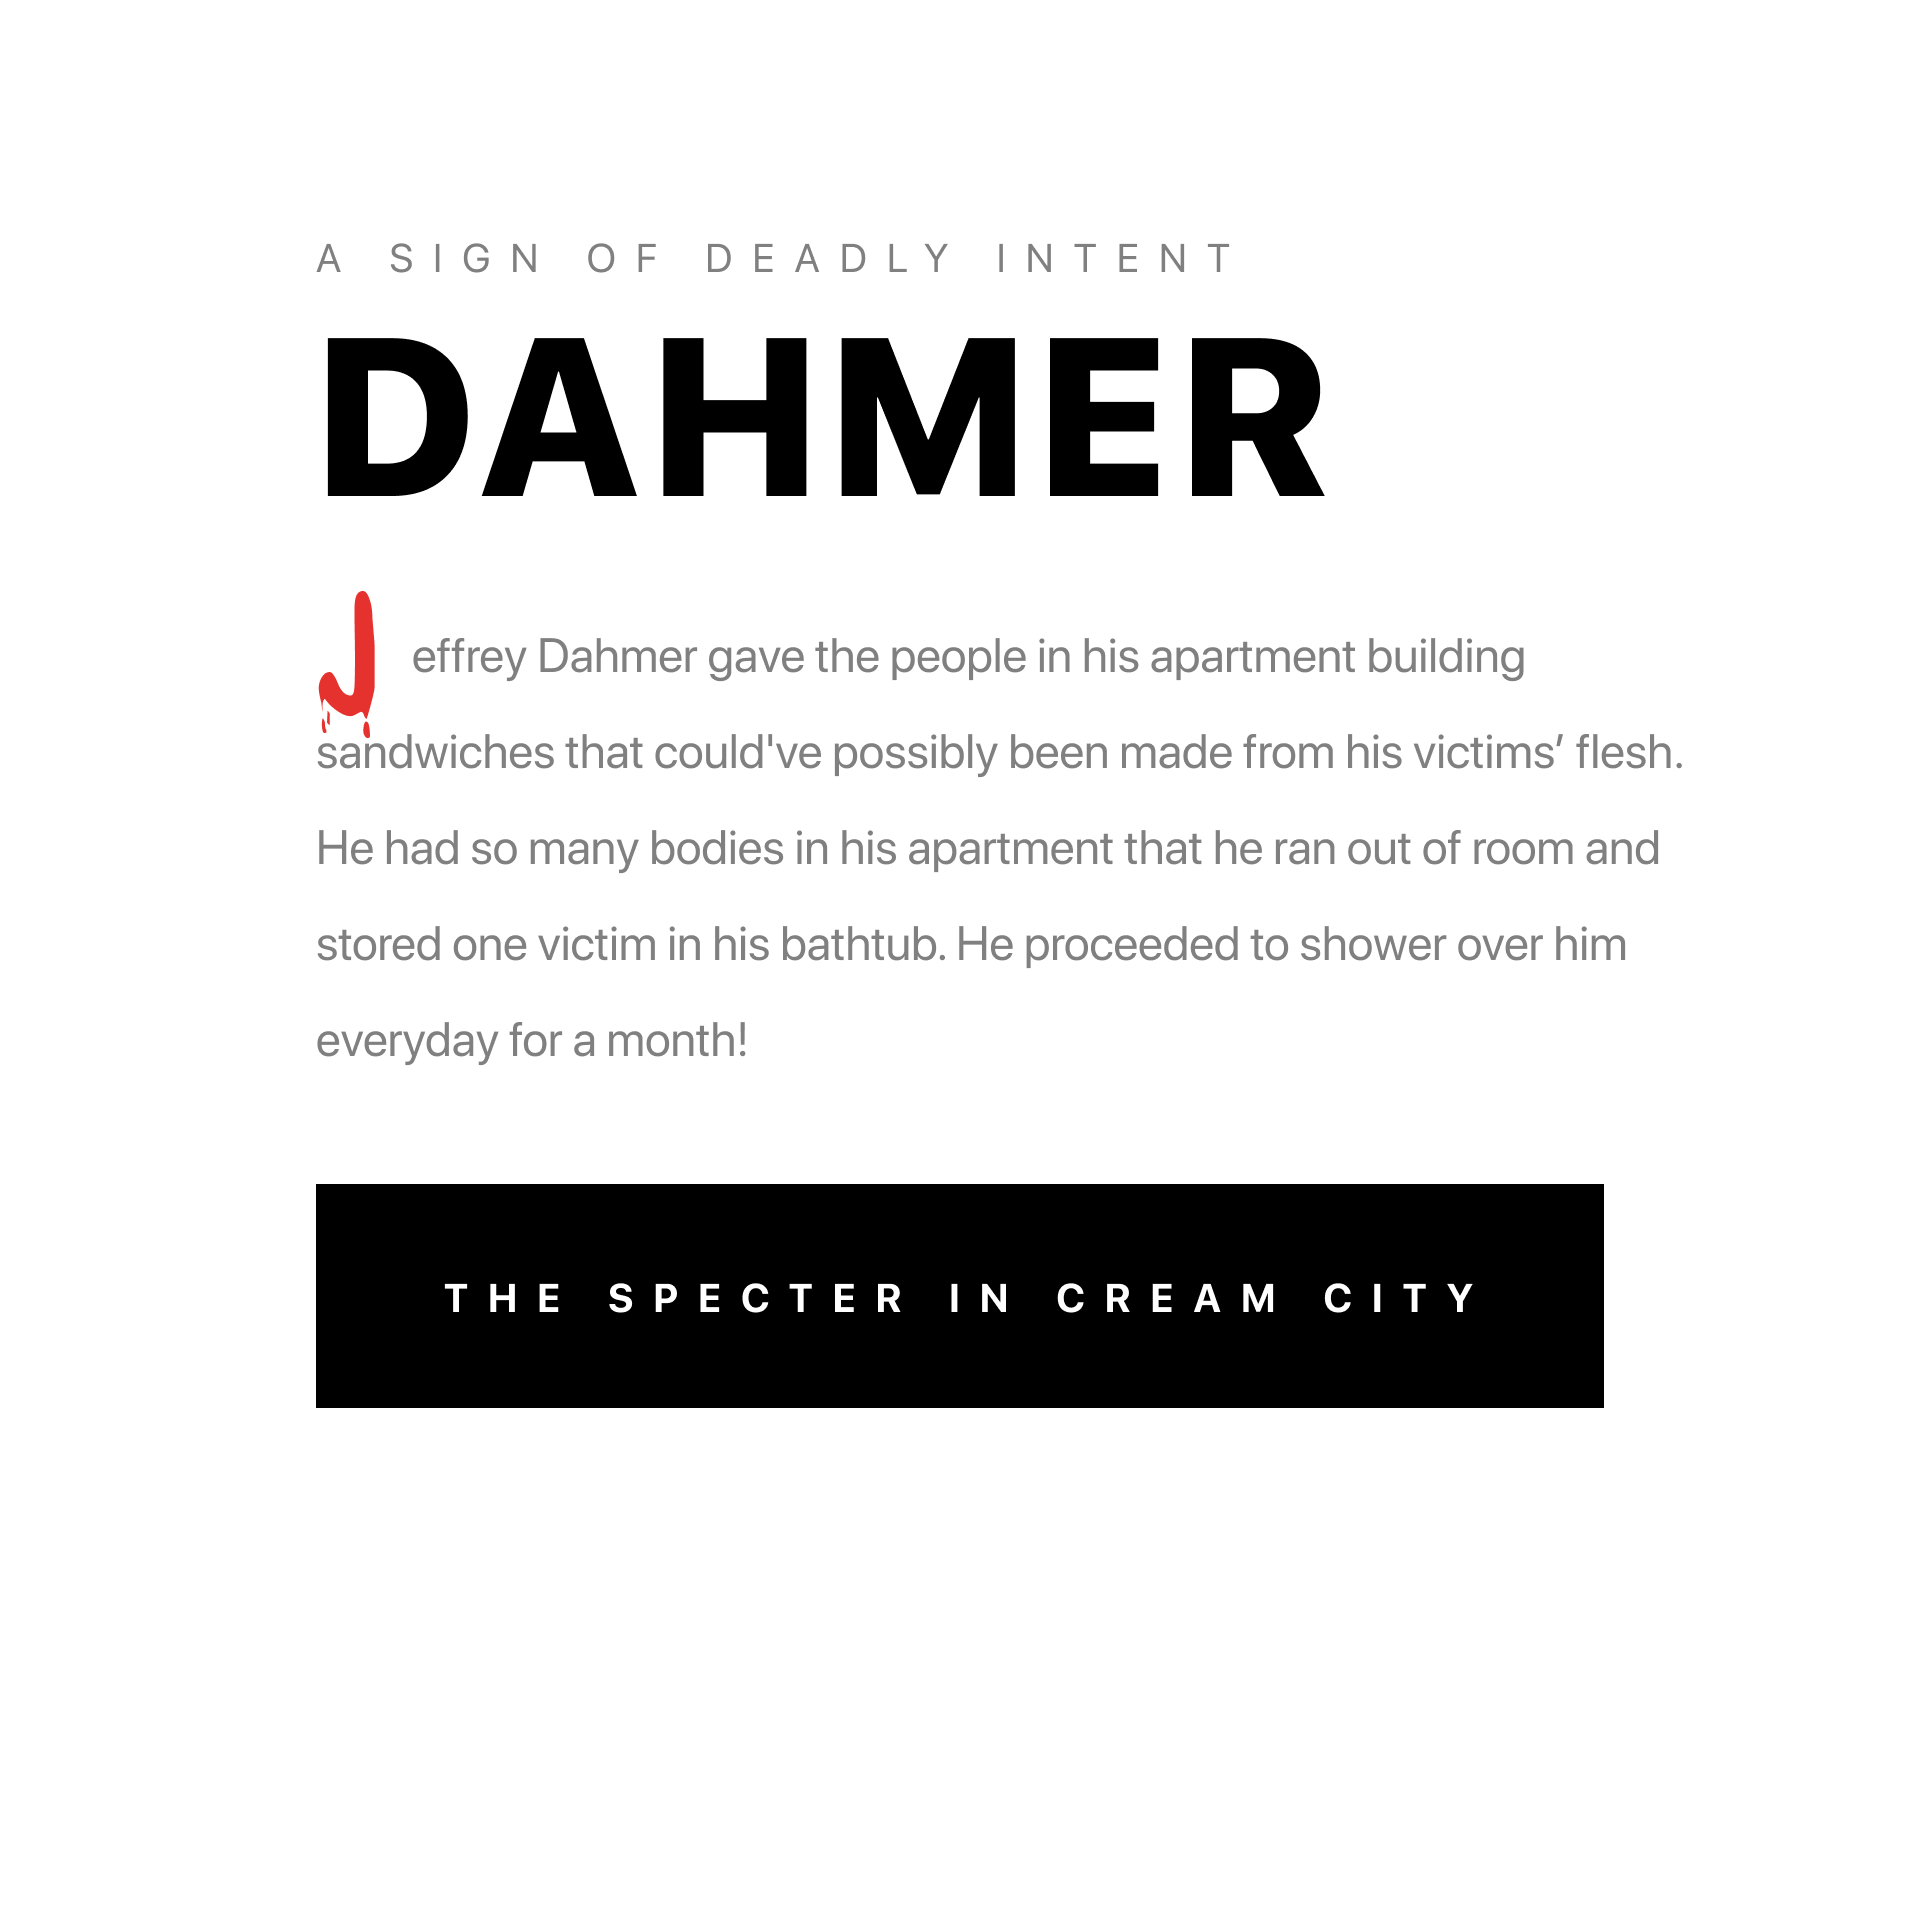 A SIGN OF DEADLY INTENT
DAHMER
Jeffrey Dahmer gave the people in his apartment building
sandwiches that could've possibly been made from his victims’ flesh.
He had so many bodies in his apartment that he ran out of room and
stored one victim in his bathtub. He proceeded to shower over him
everyday for a month!
THE SPECTER IN CREAM CITY